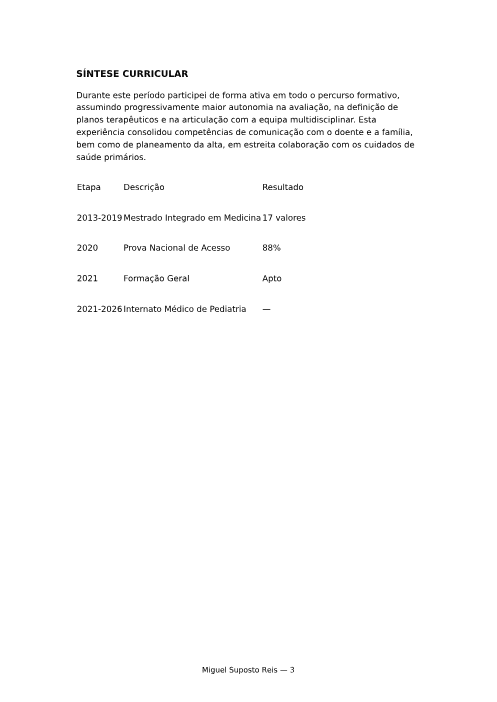 SÍNTESE CURRICULAR
Durante este período participei de forma ativa em todo o percurso formativo,
assumindo progressivamente maior autonomia na avaliação, na definição de
planos terapêuticos e na articulação com a equipa multidisciplinar. Esta
experiência consolidou competências de comunicação com o doente e a família,
bem como de planeamento da alta, em estreita colaboração com os cuidados de
saúde primários.
Etapa Descrição Resultado
2013-2019 Mestrado Integrado em Medicina 17 valores
2020 Prova Nacional de Acesso 88%
2021 Formação Geral Apto
2021-2026 Internato Médico de Pediatria —
Miguel Suposto Reis — 3